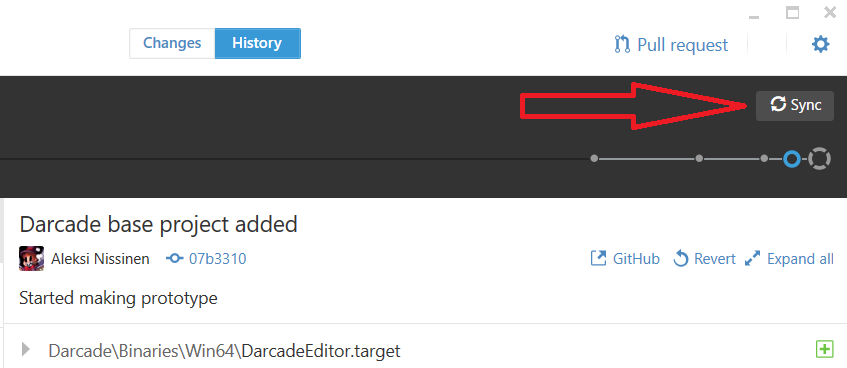 Changes History Pull request
Sync
Darcade base project added
Aleksi Nissinen 07b3310 GitHub Revert Expand all
Started making prototype
Darcade\Binaries\Win64\DarcadeEditor.target